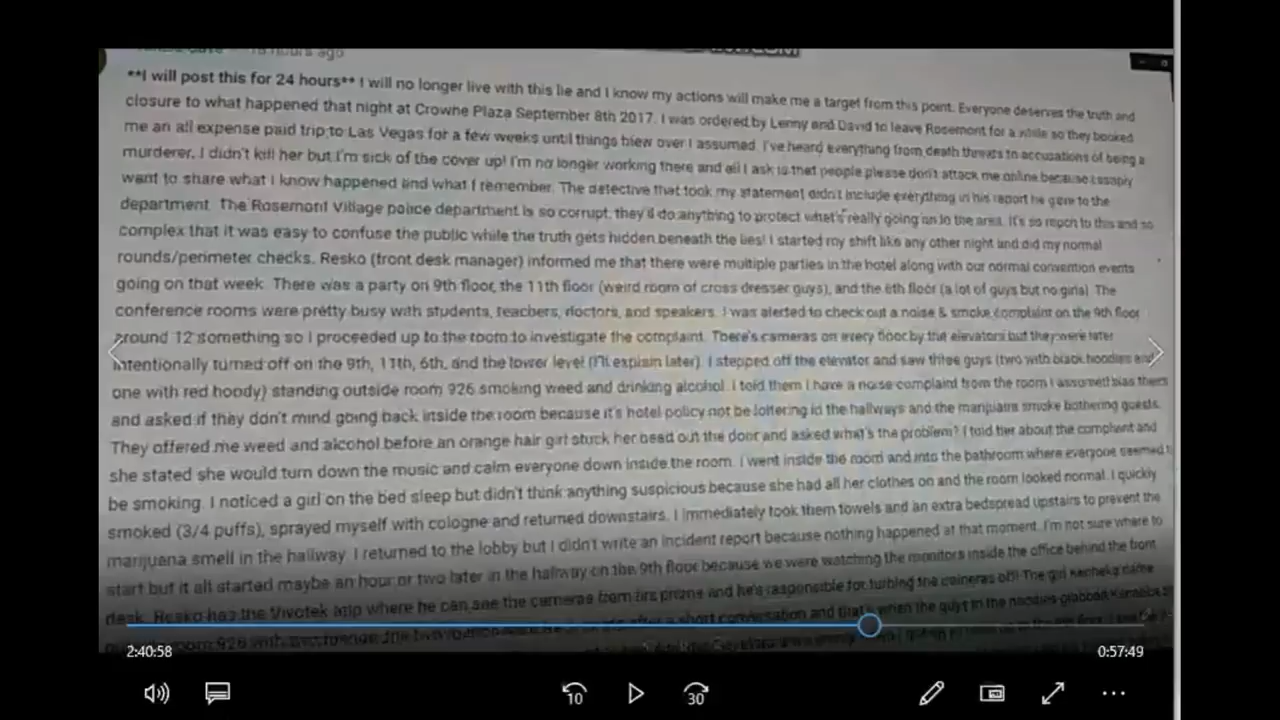 hours ago
**I will post this for 24 hours** I will no longer live with this lie and I know my actions will make me a target from this point. Everyone deserves the truth and
closure to what happened that night at Crowne Plaza September 8th 2017. I was ordered by Lenny and David to leave Rosemont for a while so they booked
me an all expense paid trip to Las Vegas for a few weeks until things blew over I assumed. I've heard everything from death threats to accusations of being a
murderer. I didn't kill her but I'm sick of the cover up! I'm no longer working there and all I ask is that people please don't attack me online because I
want to share what I know happened and what I remember. The detective that took my statement didn't include everything in his report he gave to the
department. The Rosemont Village police department is so corrupt, they'd do anything to protect what's really going on in the area. It's so to this and so
complex that it was easy to confuse the public while the truth gets hidden beneath the lies! I started my shift like any other night and did my normal
rounds/perimeter checks. Resko (front desk manager) informed me that there were multiple parties in the hotel along with our normal convention events
going on that week. There was a party on 9th floor, the 11th floor (weird room of cross dresser guys), and the 6th floor (a lot of guys but no girls). The
conference rooms were pretty busy with students, teachers, doctors, and speakers. I was alerted to check out a noise & smoke complaint on the 9th floor
around 12 something so I proceeded up to the room to investigate the complaint. There's cameras on every floor by the elevators but they were later
intentionally turned off on the 9th, 11th, 6th, and the lower level (I'll explain later). I stepped off the elevator and saw three guys (two with black hoodies and
one with red hoody) standing outside room 926 smoking weed and drinking alcohol. I told them I have a noise complaint from the room I assumed was theirs
and asked if they don't mind going back inside the room because it's hotel policy not be loitering in the hallways and the marijuana smoke bothering guests.
They offered me weed and alcohol before an orange hair girl stuck her head out the door and asked what's the problem? I told her about the complaint and
she stated she would turn down the music and calm everyone down inside the room. I went inside the room and into the bathroom where everyone seemed t
be smoking. I noticed a girl on the bed sleep but didn't think anything suspicious because she had all her clothes on and the room looked normal. I quickly
smoked (3/4 puffs), sprayed myself with cologne and returned downstairs. I immediately took them towels and an extra bedspread upstairs to prevent the
marijuana smell in the hallway. I returned to the lobby but I didn't write an incident report because nothing happened at that moment. I'm not sure where to
start but it all started maybe an hour or two later in the hallway on the 9th floor because we were watching the monitors inside the office behind the front
desk. Resko has the Vivotek app where he can see the cameras from his phone and he's responsible for turning the cameras off! The girl
room 926 with
2:40:58
0:57:49
10
30